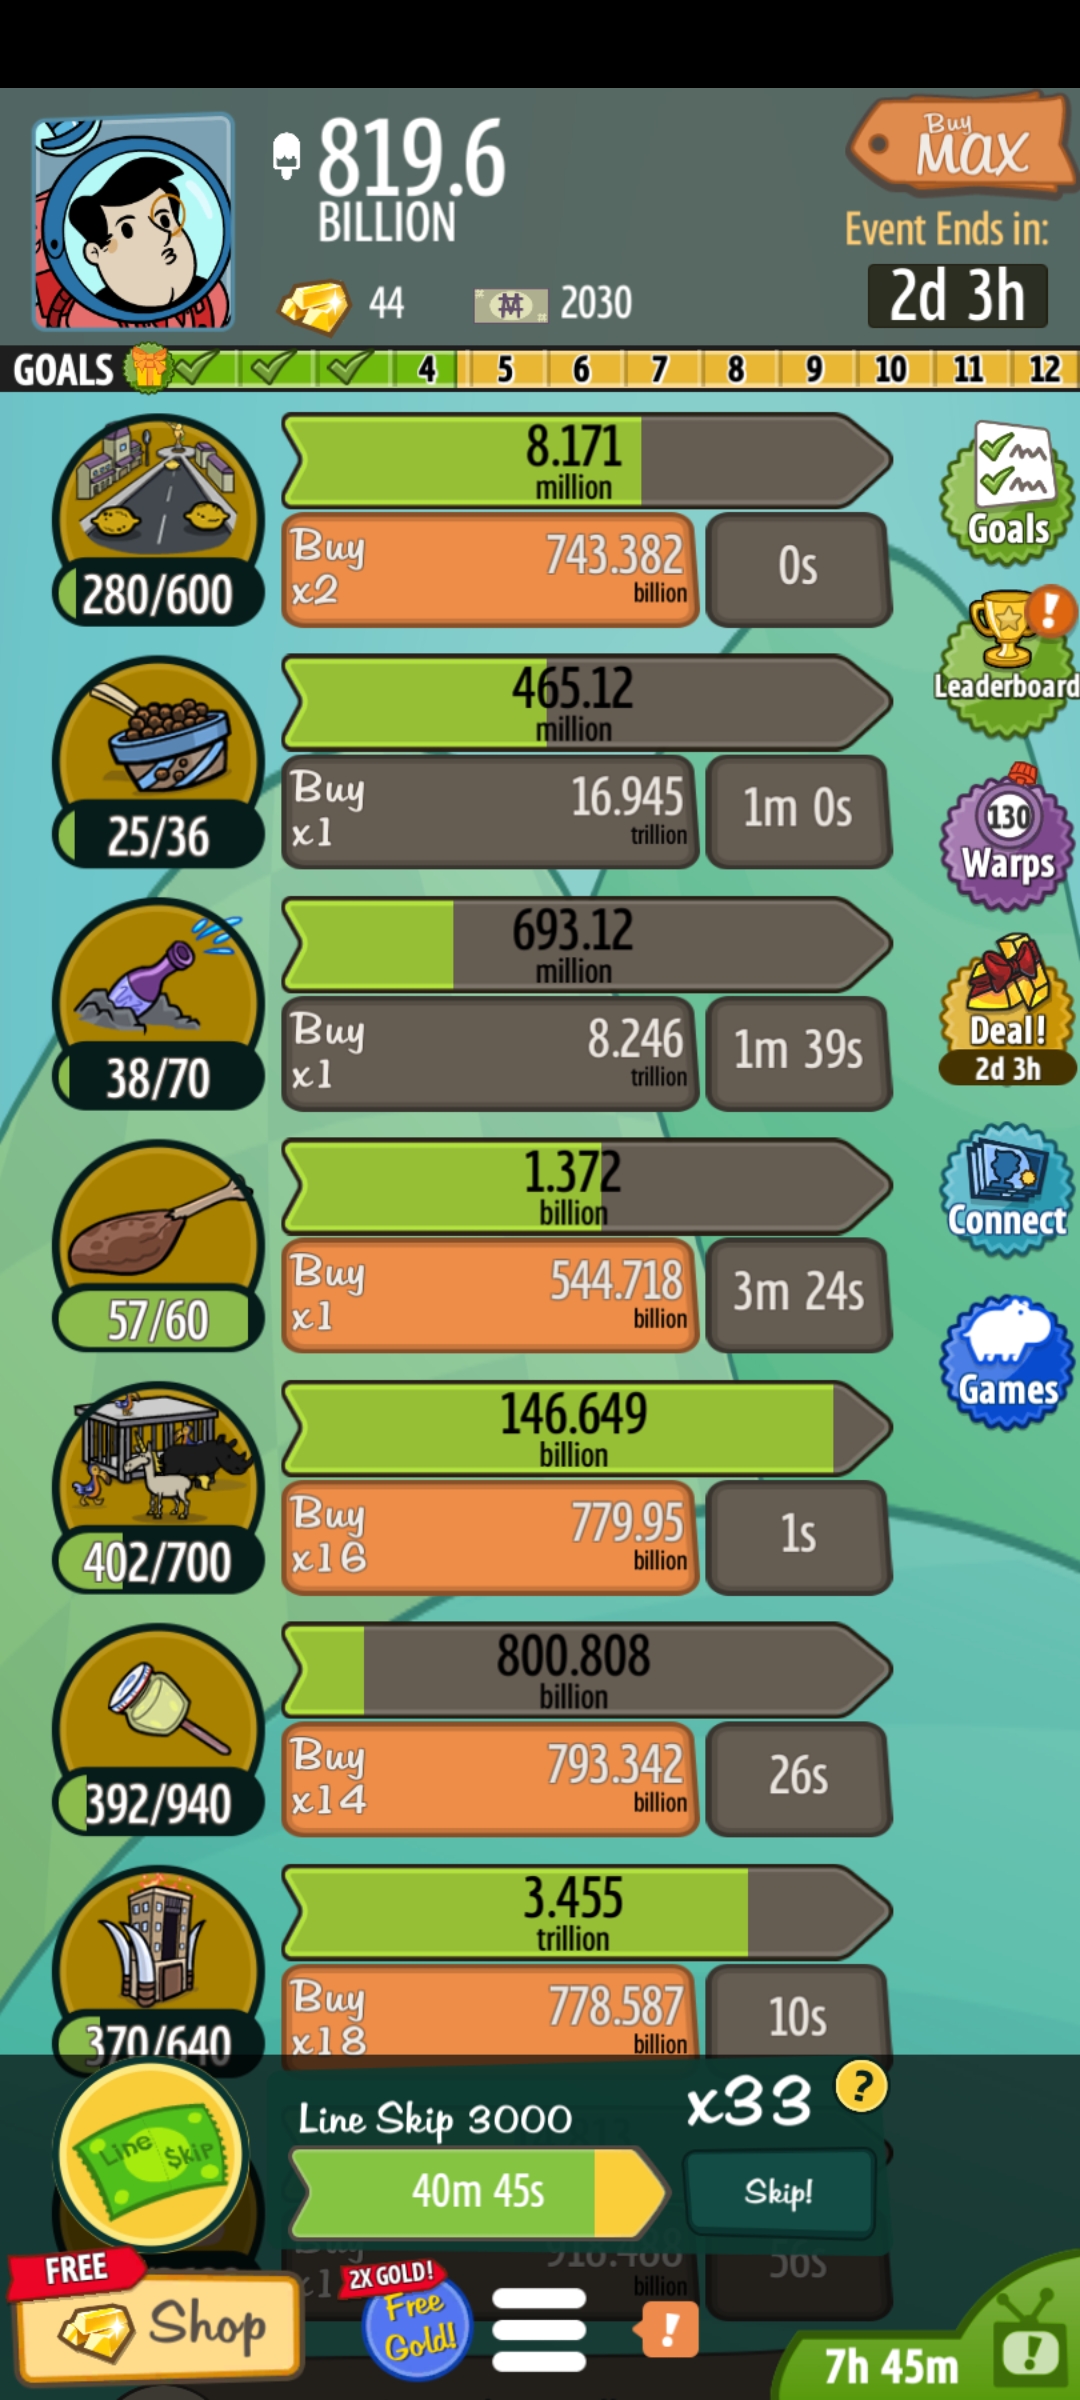 819.6
BILLION
Buy
MAX
Event Ends in:
2d 3h
44
2030
GOALS 4 5 6 7 8 9 10 11 12
8.171
million
Buy
x2
743.382
billion
0s
280/600
Goals
465.12
million
Leaderboard
Buy
x1
16.945
trillion
1m 0s
25/36
130
Warps
693.12
million
Buy
x1
8.246
trillion
1m 39s
38/70
Deal!
2d 3h
1.372
billion
Buy
x1
544.718
billion
3m 24s
57/60
Connect
146.649
billion
Games
Buy
x16
779.95
billion
1s
402/700
800.808
billion
Buy
x14
793.342
billion
26s
392/940
3.455
trillion
Buy
x18
778.587
billion
10s
370/640
Line Skip 3000
x33
?
Line $kip
40m 45s
Skip!
Buy
x1
918.488
billion
56s
FREE
Shop
2X GOLD!
Free
Gold!
!
7h 45m